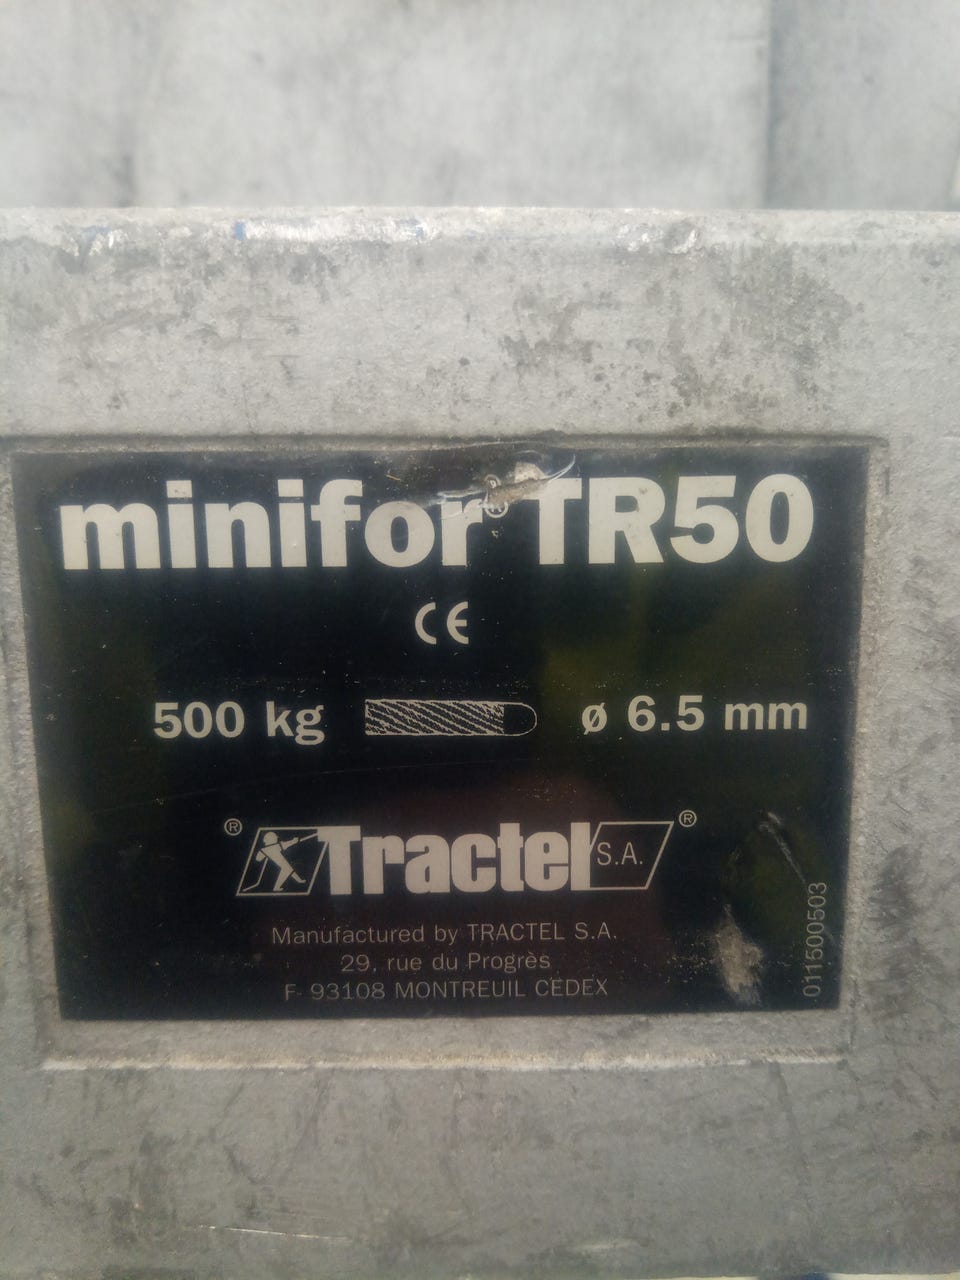 minifor® TR50
CE
500 kg ø 6.5 mm
® Tractel S.A. ®
Manufactured by TRACTEL S.A.
29, rue du Progrès
F- 93108 MONTREUIL CEDEX
011500503